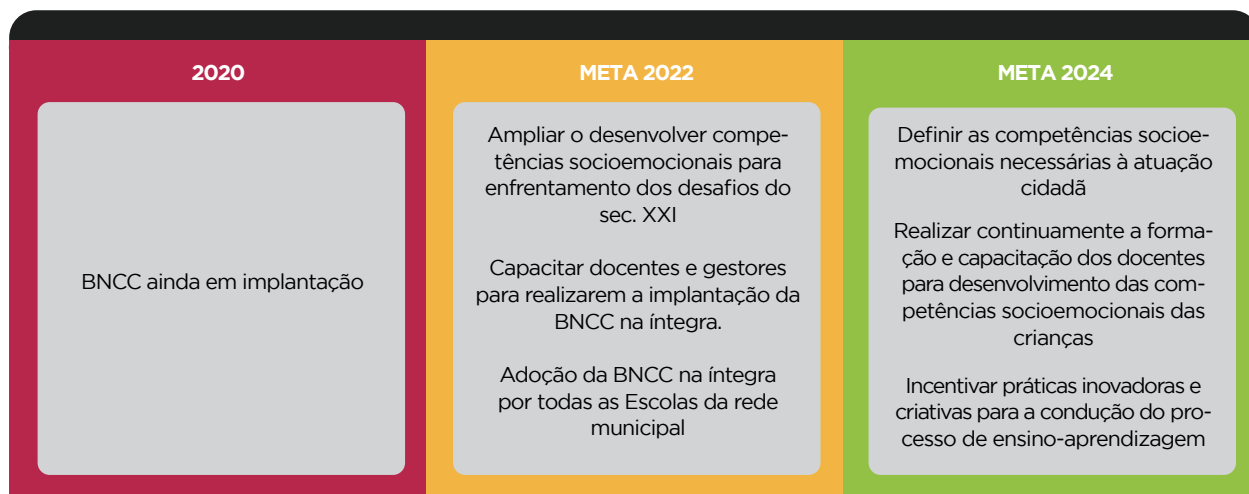 2020
BNCC ainda em implantação
META 2022
Ampliar o desenvolver compe-
tências socioemocionais para
enfrentamento dos desafios do
sec. XXI
Capacitar docentes e gestores
para realizarem a implantação da
BNCC na íntegra.
Adoção da BNCC na íntegra
por todas as Escolas da rede
municipal
META 2024
Definir as competências socioe-
mocionais necessárias à atuação
cidadã
Realizar continuamente a forma-
ção e capacitação dos docentes
para desenvolvimento das com-
petências socioemocionais das
crianças
Incentivar práticas inovadoras e
criativas para a condução do pro-
cesso de ensino-aprendizagem